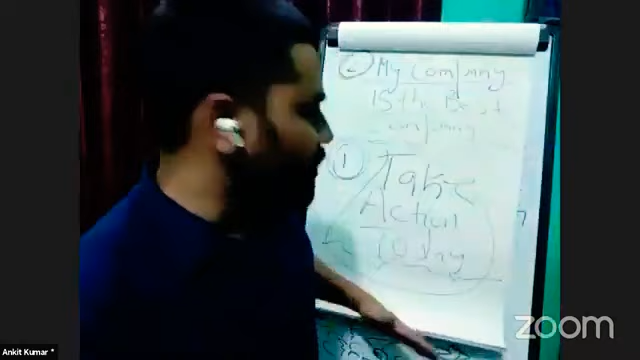 ② My Company
is the Best
company
① Take
Action
Today
zoom
Ankit Kumar *